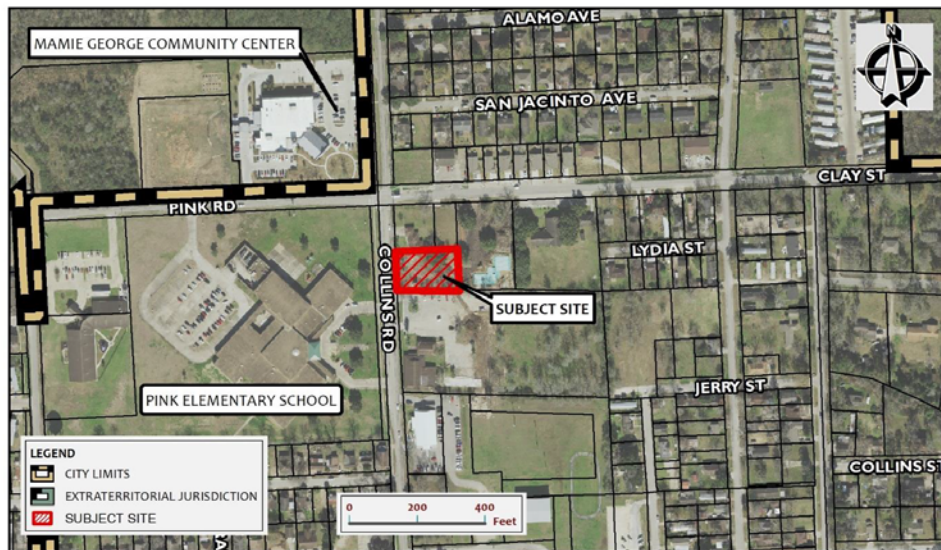 ALAMO AVE
MAMIE GEORGE COMMUNITY CENTER
N
SAN JACINTO AVE
CLAY ST
PINK RD
LYDIA ST
COLLINS RD
SUBJECT SITE
JERRY ST
PINK ELEMENTARY SCHOOL
LEGEND
CITY LIMITS
EXTRATERRITORIAL JURISDICTION
SUBJECT SITE
0 200 400
Feet
COLLINS ST